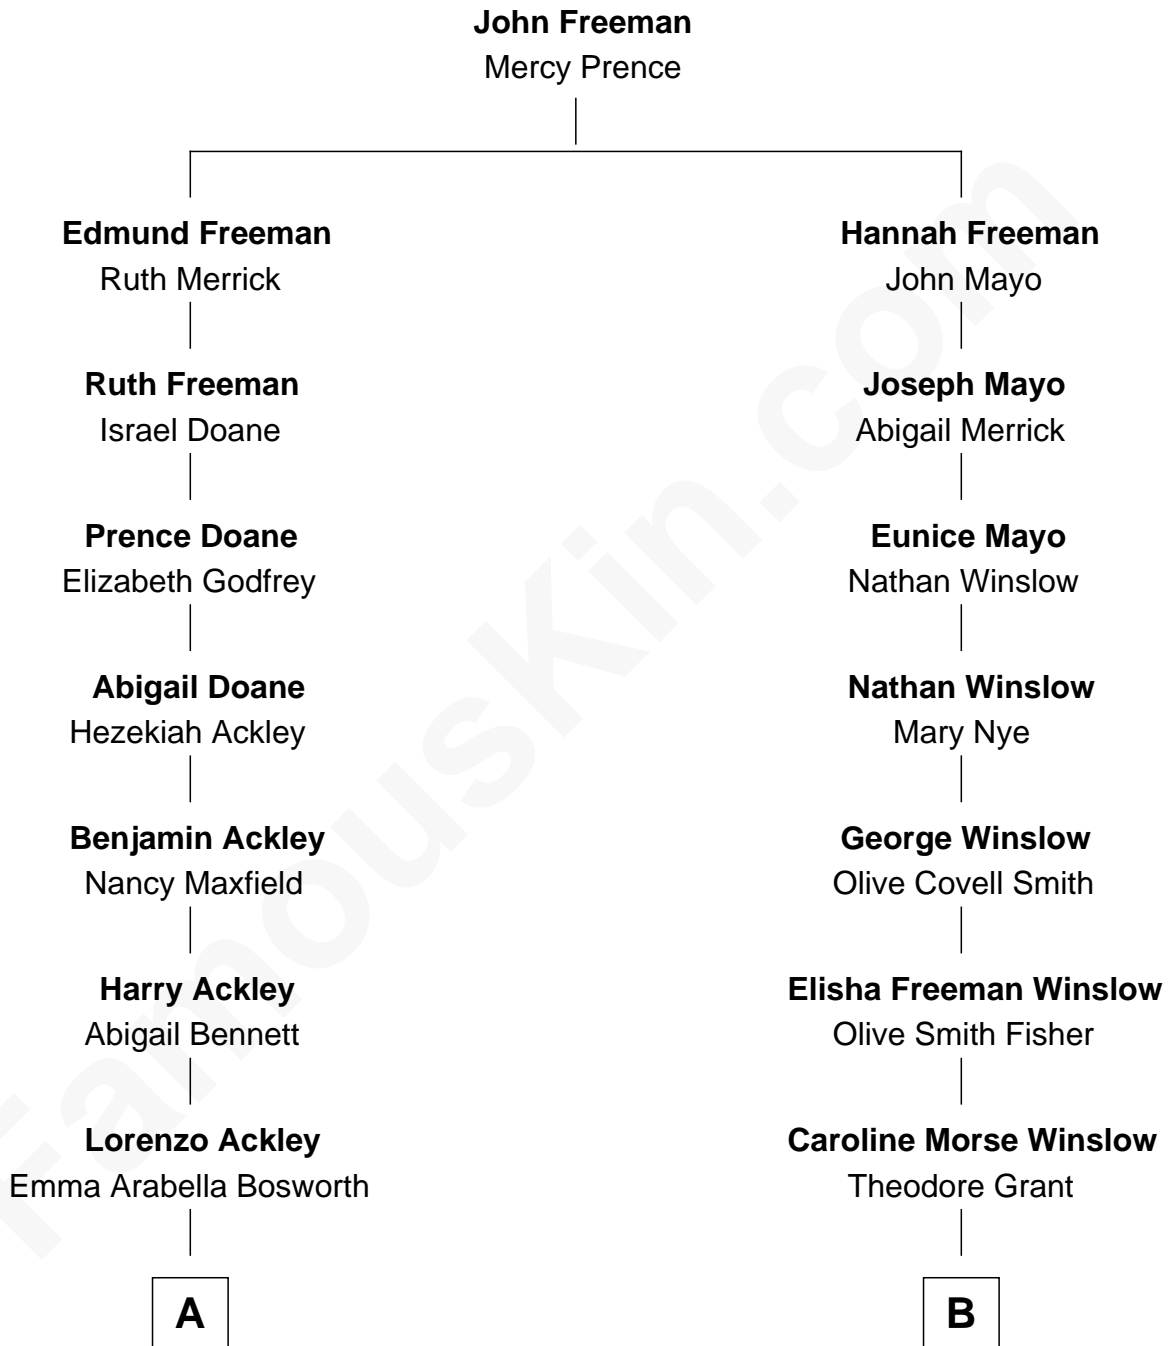 John Freeman
Mercy Prence
Edmund Freeman
Ruth Merrick
Hannah Freeman
John Mayo
Ruth Freeman
Israel Doane
Joseph Mayo
Abigail Merrick
Prence Doane
Elizabeth Godfrey
Eunice Mayo
Nathan Winslow
Abigail Doane
Hezekiah Ackley
Nathan Winslow
Mary Nye
Benjamin Ackley
Nancy Maxfield
George Winslow
Olive Covell Smith
Harry Ackley
Abigail Bennett
Elisha Freeman Winslow
Olive Smith Fisher
Lorenzo Ackley
Emma Arabella Bosworth
Caroline Morse Winslow
Theodore Grant
A
B
FamousKin.com